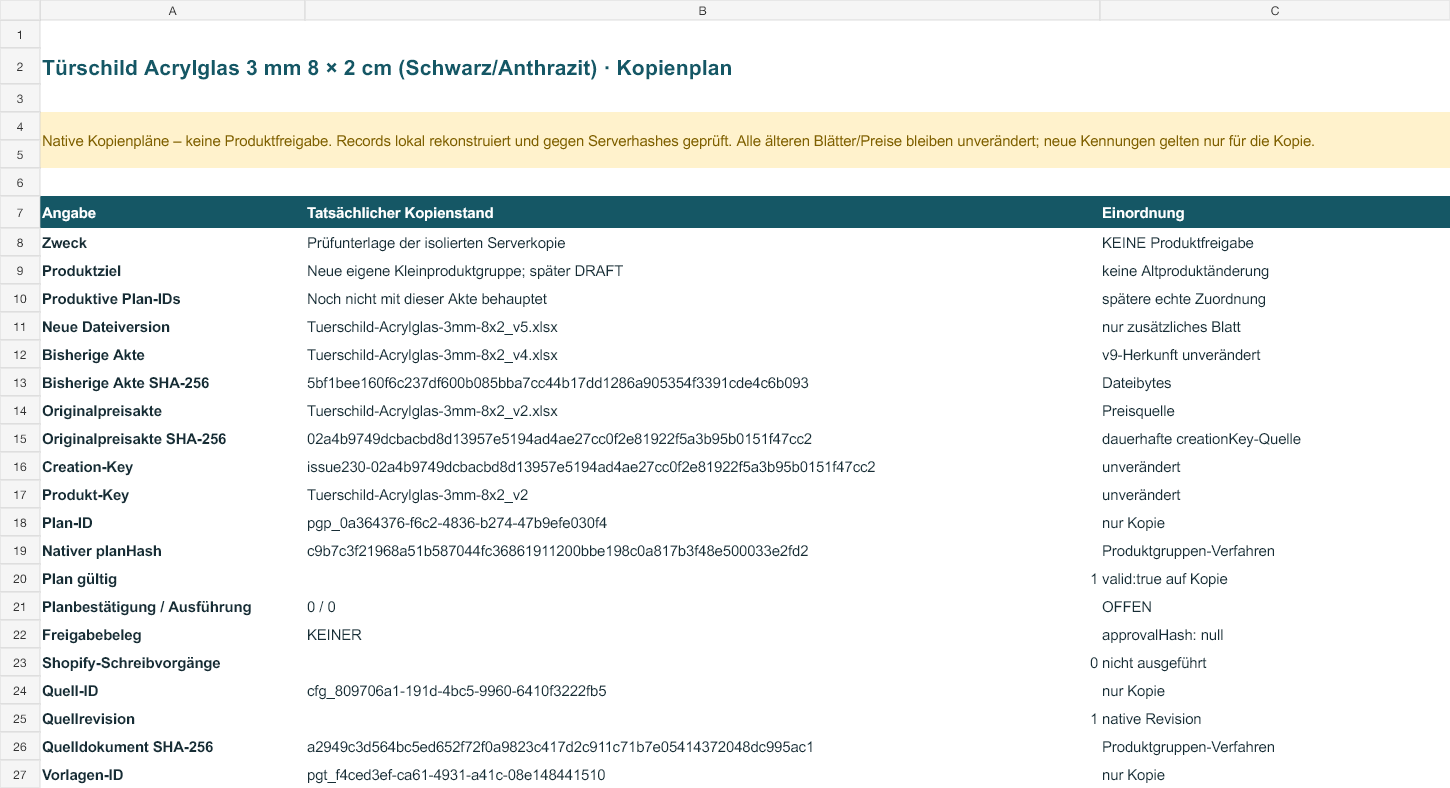 A B C
1
2 Türschild Acrylglas 3 mm 8 × 2 cm (Schwarz/Anthrazit) · Kopienplan
3
4
Native Kopienpläne – keine Produktfreigabe. Records lokal rekonstruiert und gegen Serverhashes geprüft. Alle älteren Blätter/Preise bleiben unverändert; neue Kennungen gelten nur für die Kopie.
5
6
7 Angabe Tatsächlicher Kopienstand Einordnung
8 Zweck Prüfunterlage der isolierten Serverkopie KEINE Produktfreigabe
9 Produktziel Neue eigene Kleinproduktgruppe; später DRAFT keine Altproduktänderung
10 Produktive Plan-IDs Noch nicht mit dieser Akte behauptet spätere echte Zuordnung
11 Neue Dateiversion Tuerschild-Acrylglas-3mm-8x2_v5.xlsx nur zusätzliches Blatt
12 Bisherige Akte Tuerschild-Acrylglas-3mm-8x2_v4.xlsx v9-Herkunft unverändert
13 Bisherige Akte SHA-256 5bf1bee160f6c237df600b085bba7cc44b17dd1286a905354f3391cde4c6b093 Dateibytes
14 Originalpreisakte Tuerschild-Acrylglas-3mm-8x2_v2.xlsx Preisquelle
15 Originalpreisakte SHA-256 02a4b9749dcbacbd8d13957e5194ad4ae27cc0f2e81922f5a3b95b0151f47cc2 dauerhafte creationKey-Quelle
16 Creation-Key issue230-02a4b9749dcbacbd8d13957e5194ad4ae27cc0f2e81922f5a3b95b0151f47cc2 unverändert
17 Produkt-Key Tuerschild-Acrylglas-3mm-8x2_v2 unverändert
18 Plan-ID pgp_0a364376-f6c2-4836-b274-47b9efe030f4 nur Kopie
19 Nativer planHash c9b7c3f21968a51b587044fc36861911200bbe198c0a817b3f48e500033e2fd2 Produktgruppen-Verfahren
20 Plan gültig 1 valid:true auf Kopie
21 Planbestätigung / Ausführung 0 / 0 OFFEN
22 Freigabebeleg KEINER approvalHash: null
23 Shopify-Schreibvorgänge 0 nicht ausgeführt
24 Quell-ID cfg_809706a1-191d-4bc5-9960-6410f3222fb5 nur Kopie
25 Quellrevision 1 native Revision
26 Quelldokument SHA-256 a2949c3d564bc5ed652f72f0a9823c417d2c911c71b7e05414372048dc995ac1 Produktgruppen-Verfahren
27 Vorlagen-ID pgt_f4ced3ef-ca61-4931-a41c-08e148441510 nur Kopie